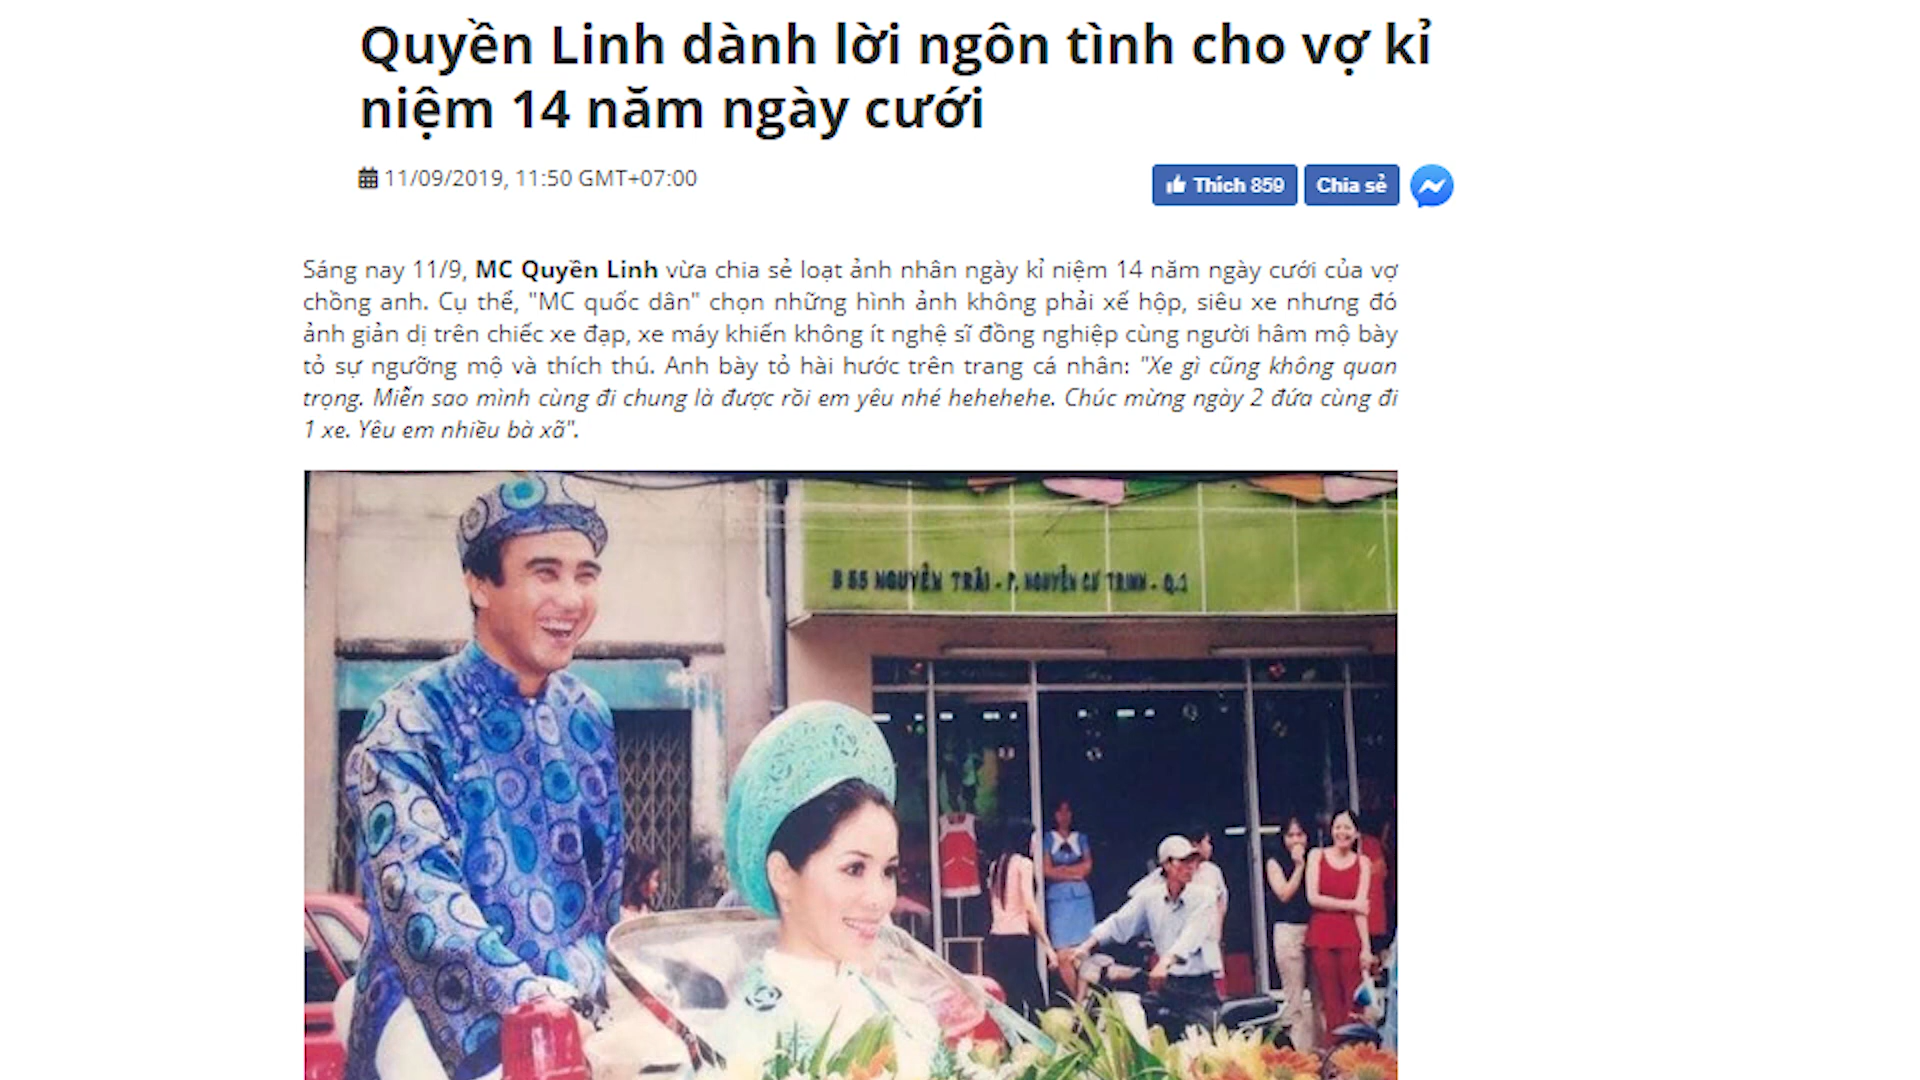 Quyền Linh dành lời ngôn tình cho vợ kỉ
niệm 14 năm ngày cưới
11/09/2019, 11:50 GMT+07:00
Thích 859
Chia sẻ
Sáng nay 11/9, MC Quyền Linh vừa chia sẻ loạt ảnh nhân ngày kỉ niệm 14 năm ngày cưới của vợ
chồng anh. Cụ thể, "MC quốc dân" chọn những hình ảnh không phải xế hộp, siêu xe nhưng đó
ảnh giản dị trên chiếc xe đạp, xe máy khiến không ít nghệ sĩ đồng nghiệp cùng người hâm mộ bày
tỏ sự ngưỡng mộ và thích thú. Anh bày tỏ hài hước trên trang cá nhân: "Xe gì cũng không quan
trọng. Miễn sao mình cùng đi chung là được rồi em yêu nhé hehehehe. Chúc mừng ngày 2 đứa cùng đi
1 xe. Yêu em nhiều bà xã".
B 55 NGUYỄN TRÃI - P. NGUYỄN CƯ TRINH - Q.1